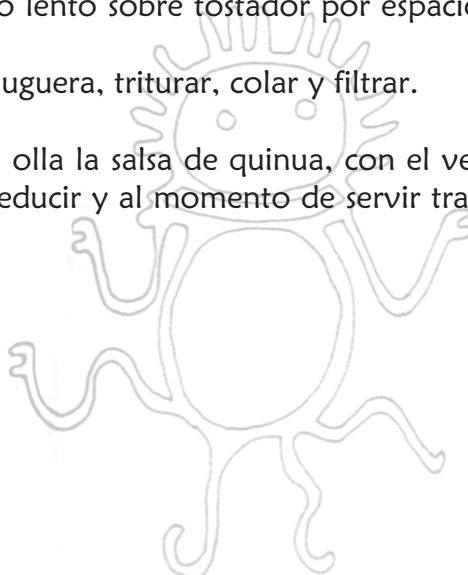 o lento sobre tostador por espacio
uguera, triturar, colar y filtrar.
olla la salsa de quinua, con el ve
educir y al momento de servir tra